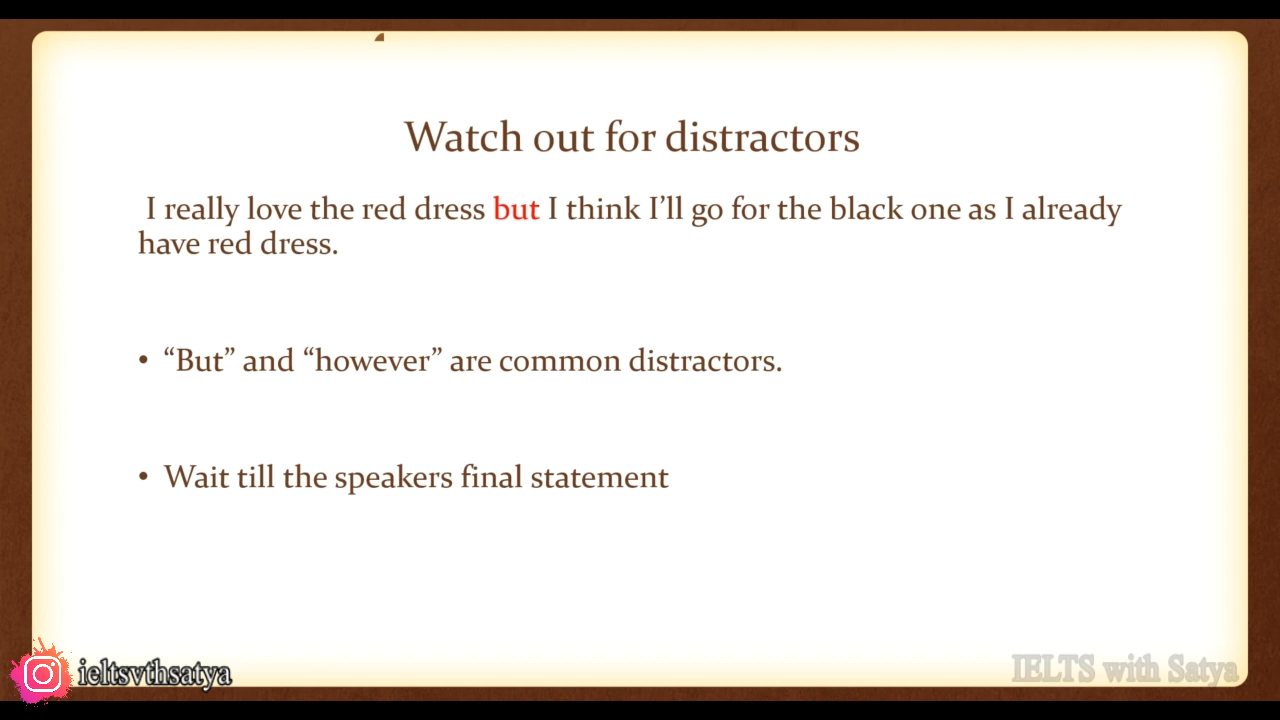 Watch out for distractors
I really love the red dress but I think I’ll go for the black one as I already
have red dress.
• “But” and “however” are common distractors.
• Wait till the speakers final statement
ieltsvthsatya
IELTS with Satya